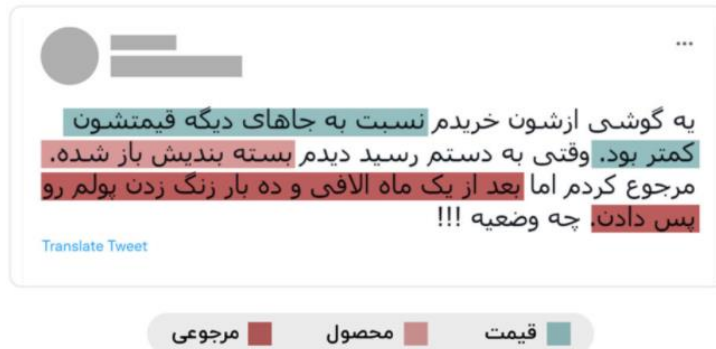 ...
یه گوشی ازشون خریدم نسبت به جاهای دیگه قیمتشون
کمتر بود. وقتی به دستم رسید دیدم بسته بندیش باز شده.
مرجوع کردم اما بعد از یک ماه الافی و ده بار زنگ زدن پولم رو
پس دادن. چه وضعیه !!!
Translate Tweet
قیمت محصول مرجوعی